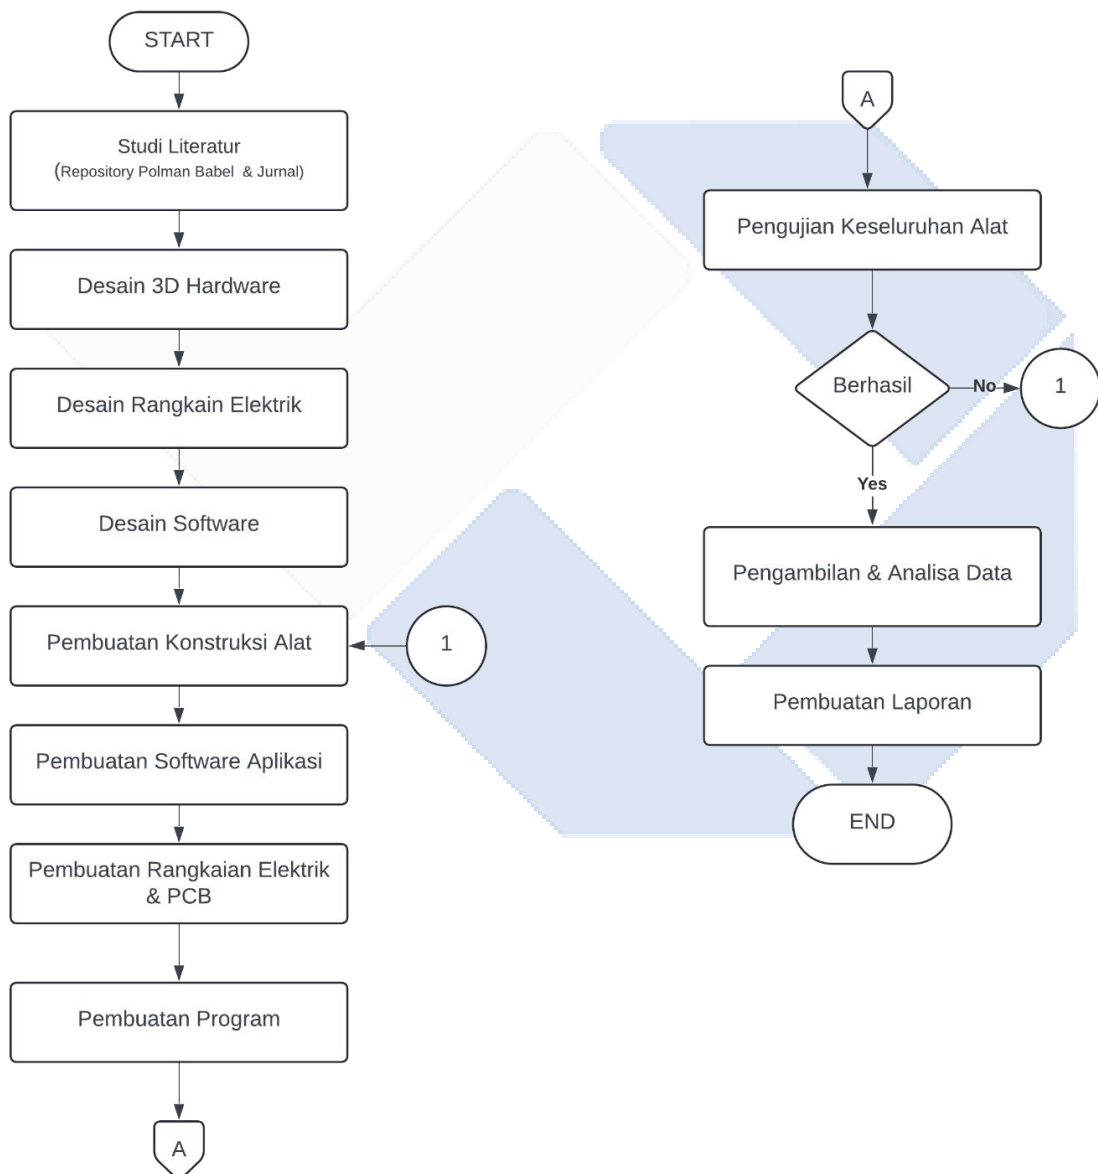 START
Studi Literatur
(Repository Polman Babel & Jurnal)
Desain 3D Hardware
Desain Rangkain Elektrik
Desain Software
Pembuatan Konstruksi Alat
1
Pembuatan Software Aplikasi
Pembuatan Rangkaian Elektrik
& PCB
Pembuatan Program
A
A
Pengujian Keseluruhan Alat
Berhasil
No
1
Yes
Pengambilan & Analisa Data
Pembuatan Laporan
END